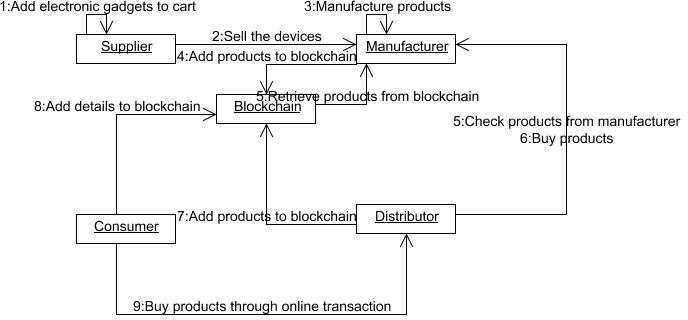 1:Add electronic gadgets to cart
3:Manufacture products
Supplier
2:Sell the devices
Manufacturer
4:Add products to blockchain
5:Retrieve products from blockchain
8:Add details to blockchain
Blockchain
5:Check products from manufacturer
6:Buy products
Consumer
7:Add products to blockchain
Distributor
9:Buy products through online transaction